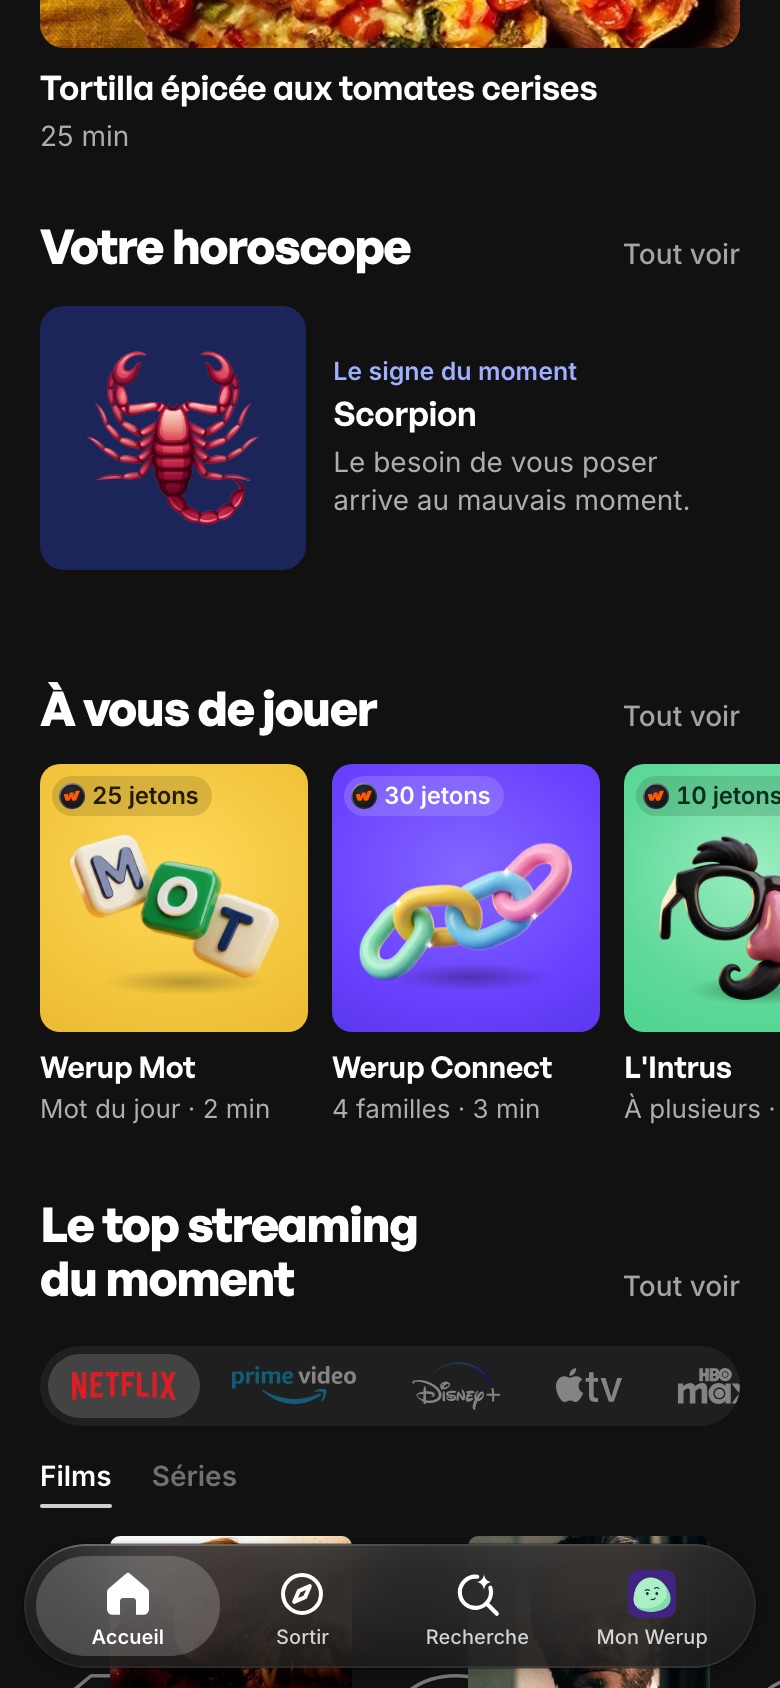 Tortilla épicée aux tomates cerises
25 min
Votre horoscope
Tout voir
Le signe du moment
Scorpion
Le besoin de vous poser
arrive au mauvais moment.
À vous de jouer
Tout voir
25 jetons
30 jetons
10 jetons
MOT
Werup Mot
Werup Connect
L'Intrus
Mot du jour · 2 min
4 familles · 3 min
À plusieurs ·
Le top streaming
du moment
Tout voir
NETFLIX
prime video
Disney+
tv
HBO
max
Films
Séries
Accueil
Sortir
Recherche
Mon Werup